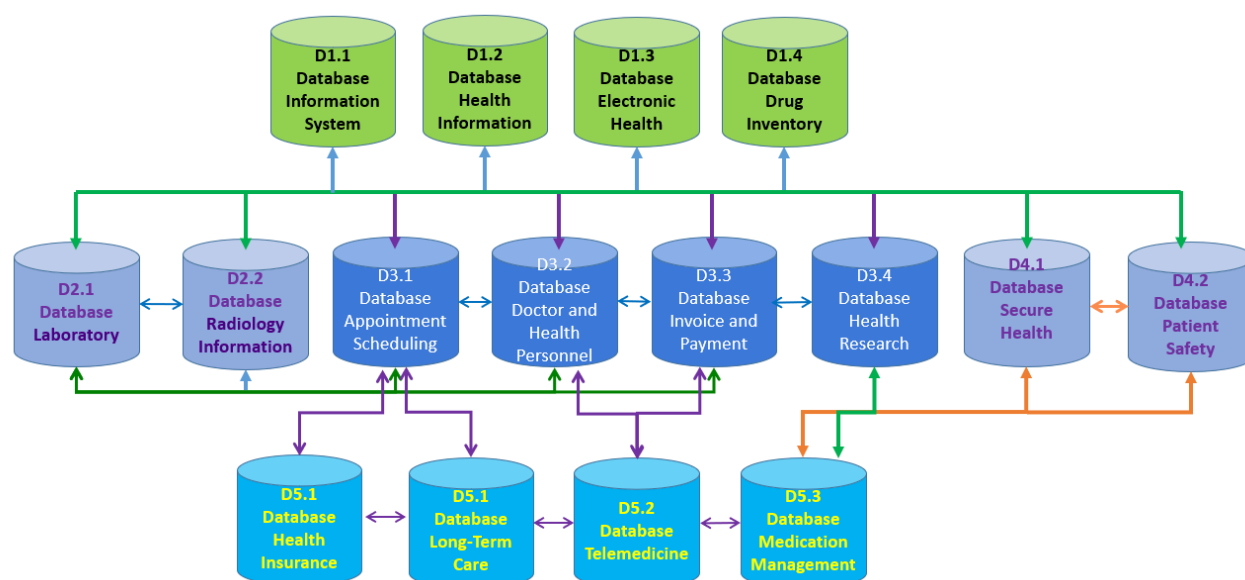 D1.1
Database
Information
System
D1.2
Database
Health
Information
D1.3
Database
Electronic
Health
D1.4
Database
Drug
Inventory
D2.1
Database
Laboratory
D2.2
Database
Radiology
Information
D3.1
Database
Appointment
Scheduling
D3.2
Database
Doctor and
Health
Personnel
D3.3
Database
Invoice and
Payment
D3.4
Database
Health
Research
D4.1
Database
Secure
Health
D4.2
Database
Patient
Safety
D5.1
Database
Health
Insurance
D5.1
Database
Long-Term
Care
D5.2
Database
Telemedicine
D5.3
Database
Medication
Management